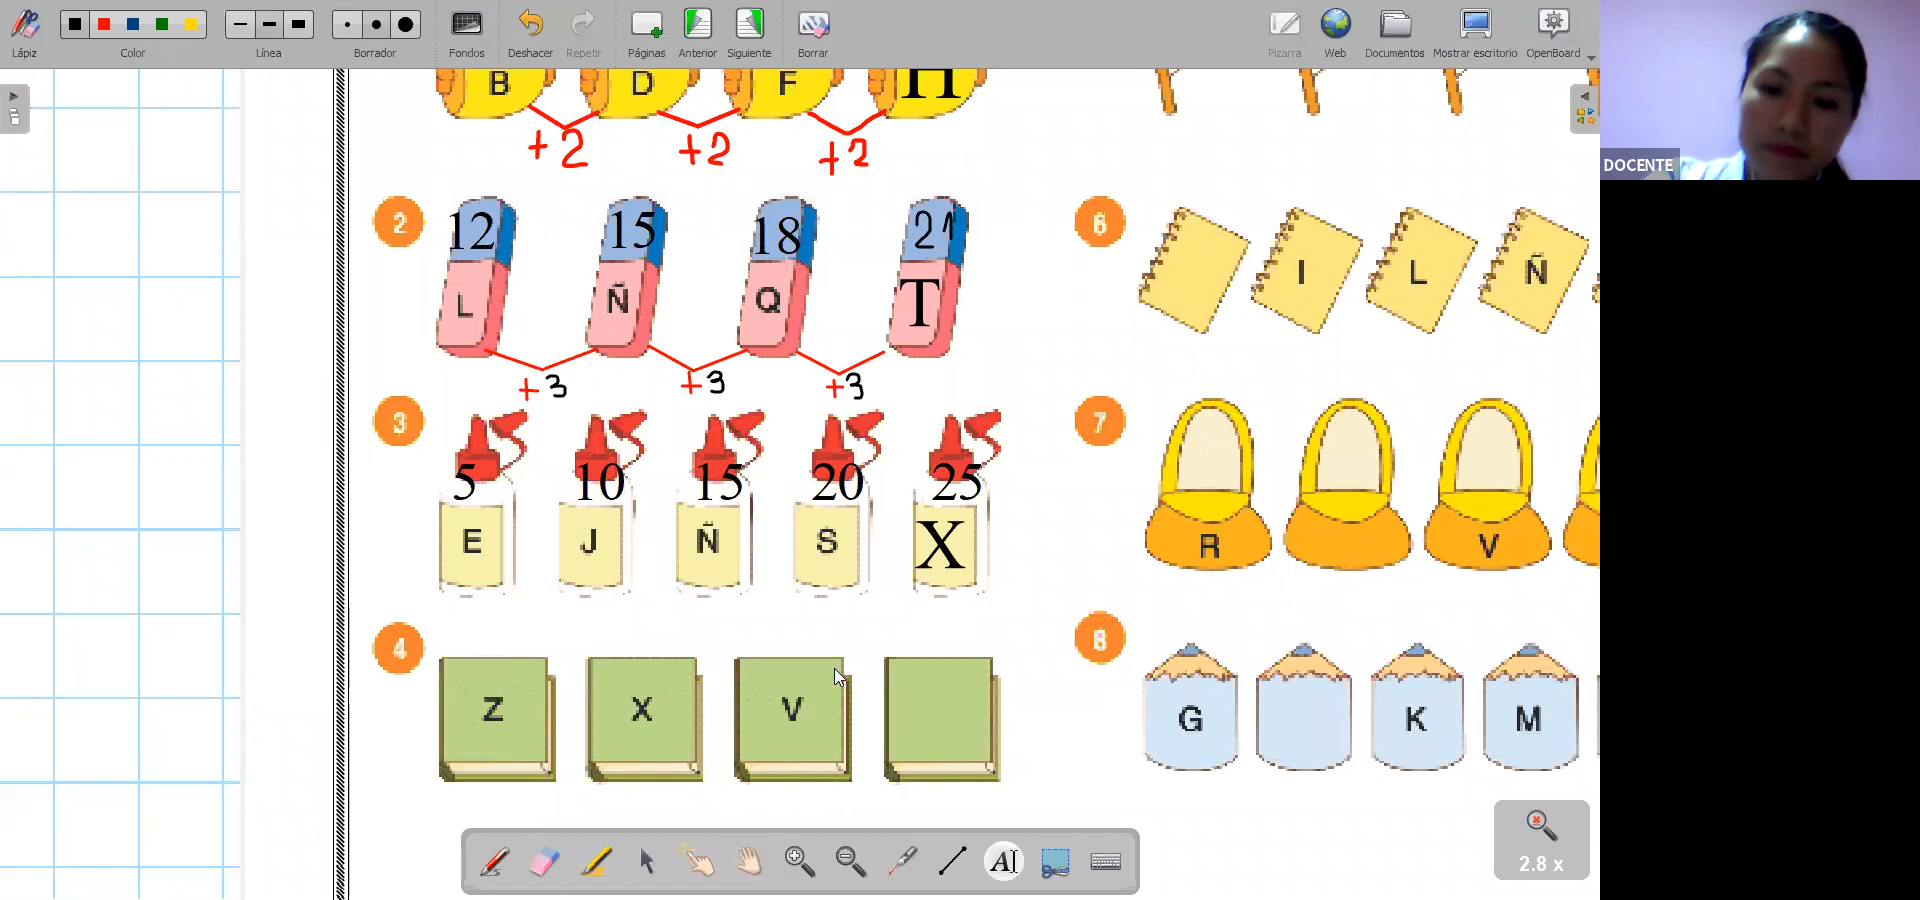 Lápiz
Color
Línea
Borrador
Fondos
Deshacer
Repetir
Páginas
Anterior
Siguiente
Borrar
Pizarra
Web
Documentos
Mostrar escritorio
OpenBoard
DOCENTE
B D F H
+2 +2 +2
2
12 15 18 21
L Ñ Q T
+3 +3 +3
3
5 10 15 20 25
E J Ñ S X
4
Z X V
6
I L Ñ
7
R V
8
G K M
AI
2.8 x